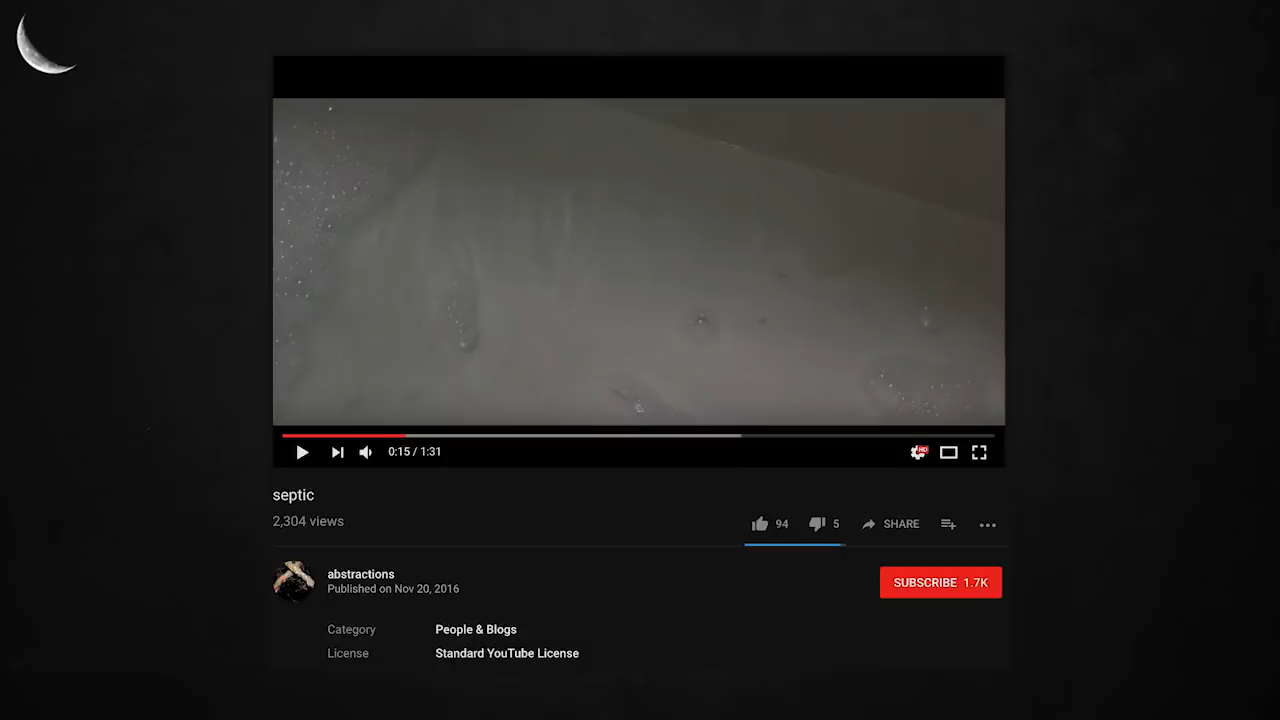 HD
0:15 / 1:31
septic
2,304 views
94
5
SHARE
abstractions
Published on Nov 20, 2016
SUBSCRIBE 1.7K
Category
People & Blogs
License
Standard YouTube License